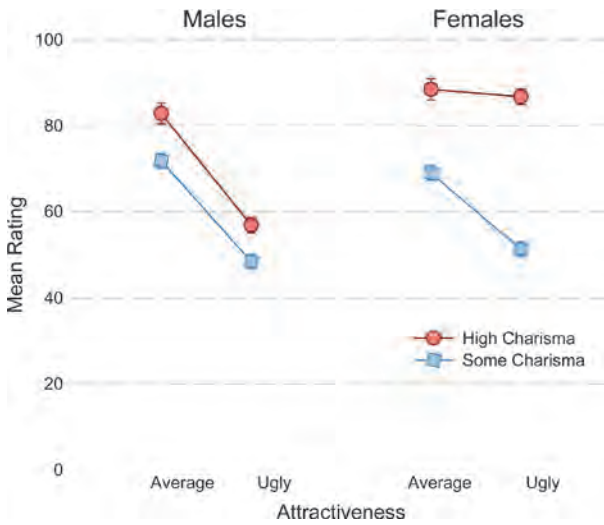 Males
Females
100
80
60
40
20
0
Mean Rating
High Charisma
Some Charisma
Average
Ugly
Average
Ugly
Attractiveness